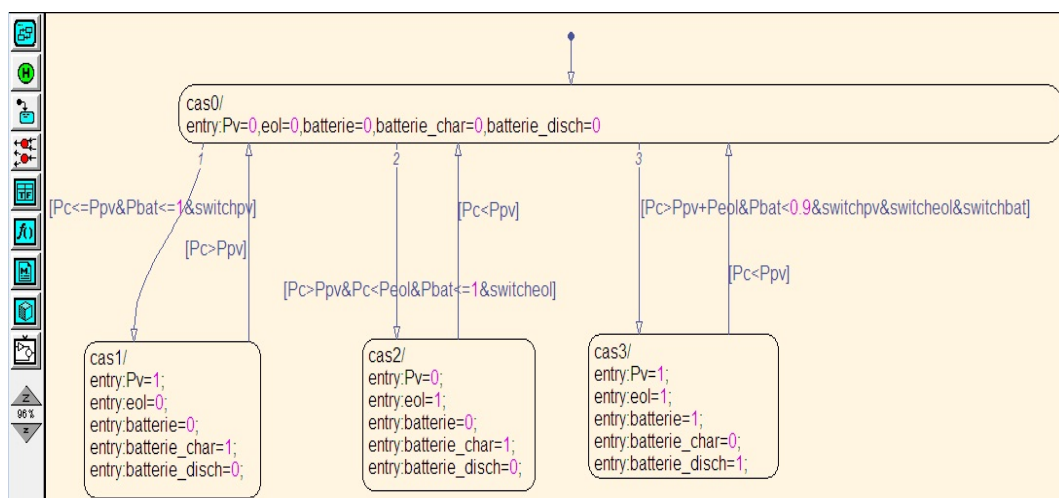 cas0/
entry:Pv=0,eol=0,batterie=0,batterie_char=0,batterie_disch=0
1
2
3
[Pc<=Ppv&Pbat<=1&switchpv]
[Pc<Ppv]
[Pc>Ppv+Peol&Pbat<0.9&switchpv&switcheol&switchbat]
[Pc>Ppv]
[Pc<Ppv]
[Pc>Ppv&Pc<Peol&Pbat<=1&switcheol]
cas1/
entry:Pv=1;
entry:eol=0;
entry:batterie=0;
entry:batterie_char=1;
entry:batterie_disch=0;
cas2/
entry:Pv=0;
entry:eol=1;
entry:batterie=0;
entry:batterie_char=1;
entry:batterie_disch=0;
cas3/
entry:Pv=1;
entry:eol=1;
entry:batterie=1;
entry:batterie_char=0;
entry:batterie_disch=1;
H
f()
M
Z
96%
z